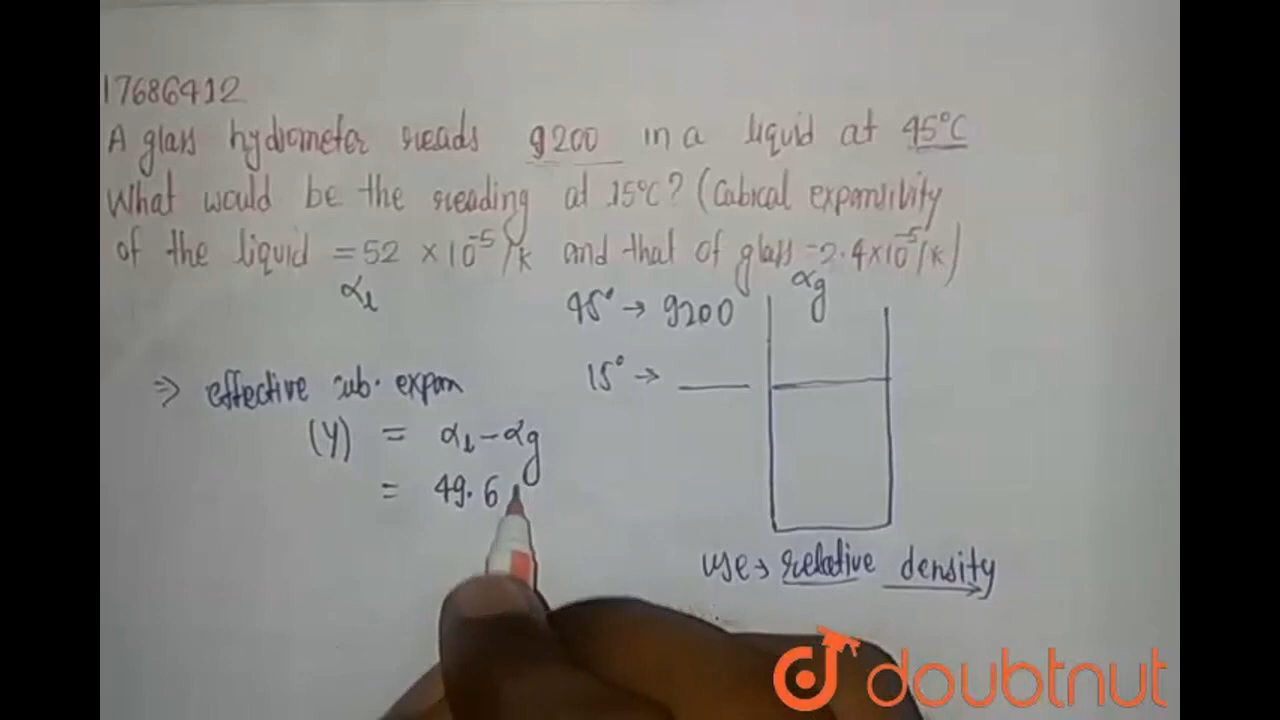 17686412
A glass hydrometer reads 9200 in a liquid at 45°C
What would be the reading at 15°C? (Cubical expansivity
of the liquid = 52 × 10⁻⁵/k and that of glass = 2.4×10⁻⁵/k)
αl
αg
45° → 9200
15° → ___
⇒ effective cub. expan
(γ) = αl - αg
= 49.6
use → relative density
doubtnut